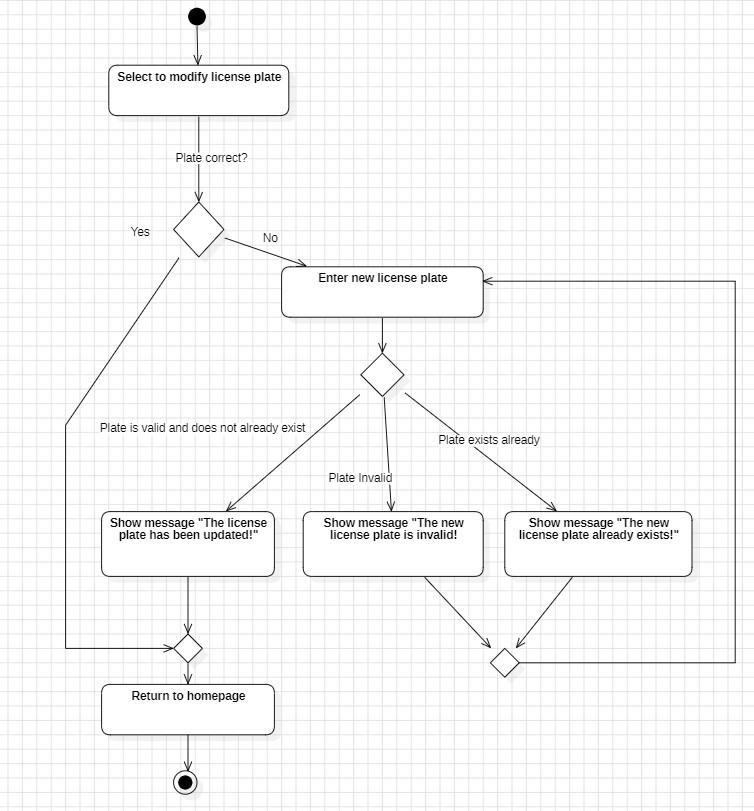 Select to modify license plate
Plate correct?
Yes
No
Enter new license plate
Plate is valid and does not already exist
Plate exists already
Plate Invalid
Show message "The license
plate has been updated!"
Show message "The new
license plate is invalid!
Show message "The new
license plate already exists!"
Return to homepage